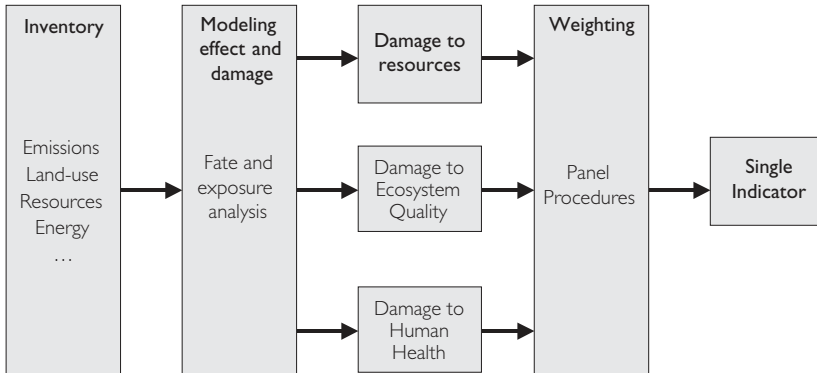 Inventory
Emissions
Land-use
Resources
Energy
…
Modeling
effect and
damage
Fate and
exposure
analysis
Damage to
resources
Damage to
Ecosystem
Quality
Damage to
Human
Health
Weighting
Panel
Procedures
Single
Indicator